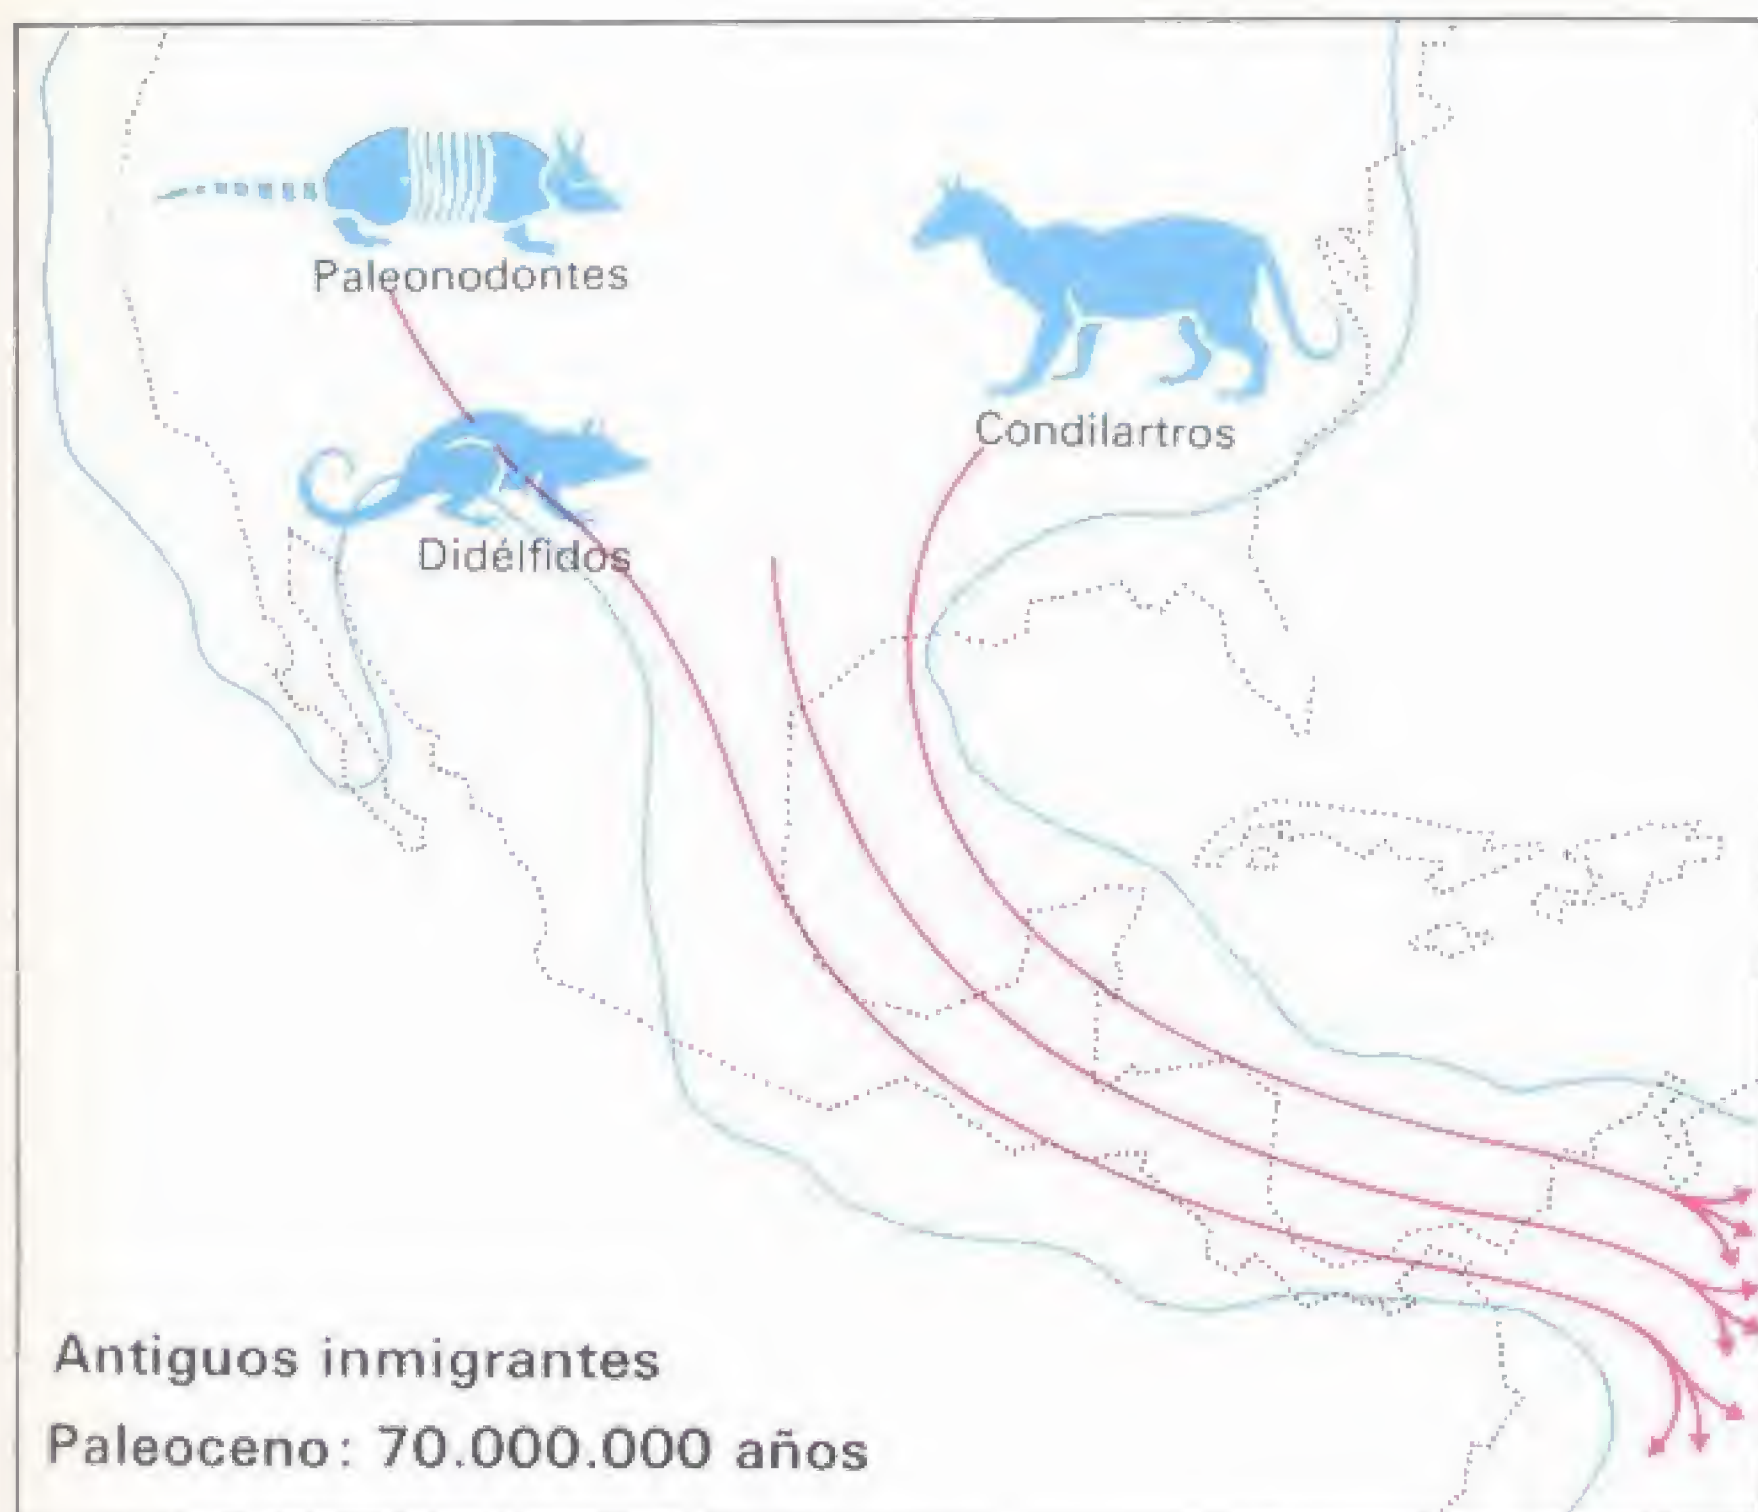 Paleonodontes
Condilartros
Didélfidos
Antiguos inmigrantes
Paleoceno: 70.000.000 años